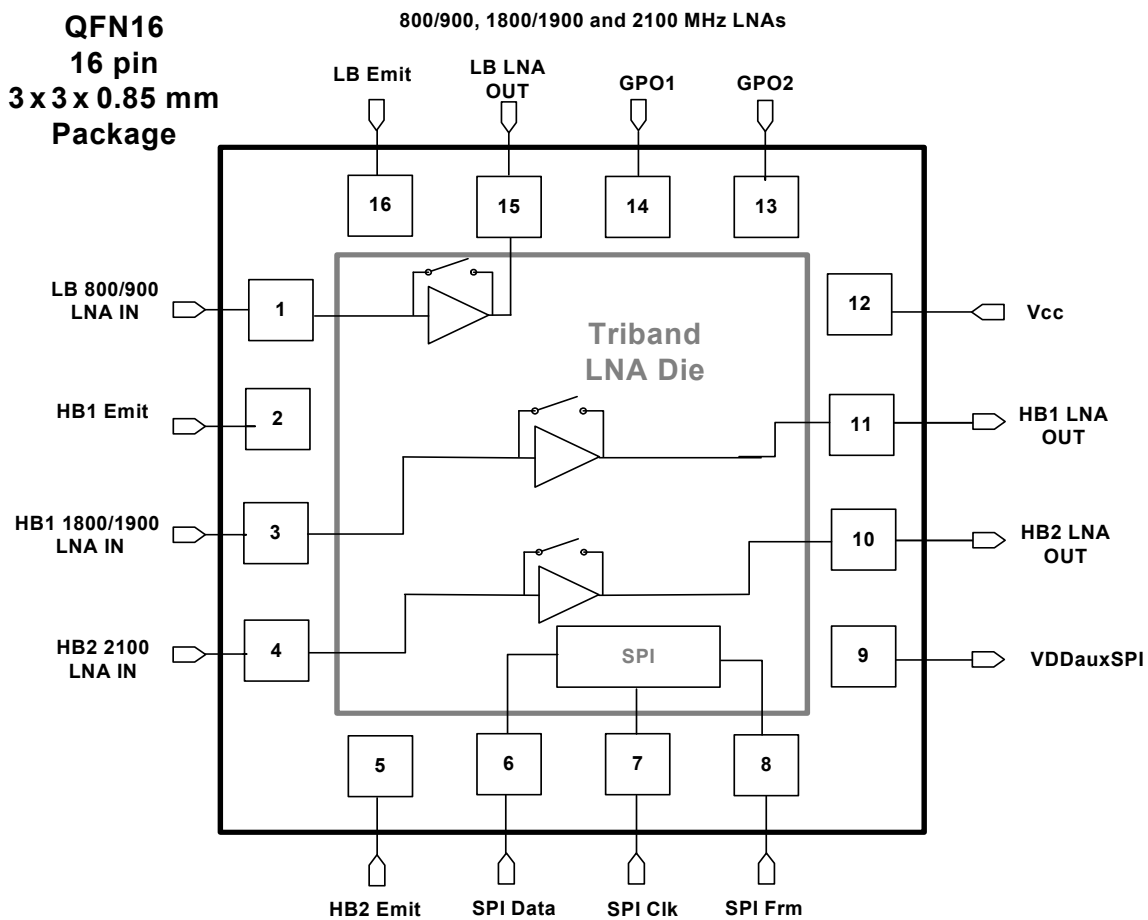 QFN16
16 pin
3 x 3 x 0.85 mm
Package
800/900, 1800/1900 and 2100 MHz LNAs
LB Emit
LB LNA
OUT
GPO1
GPO2
16
15
14
13
LB 800/900
LNA IN
1
12
Vcc
Triband
LNA Die
HB1 Emit
2
11
HB1 LNA
OUT
HB1 1800/1900
LNA IN
3
10
HB2 LNA
OUT
HB2 2100
LNA IN
4
SPI
9
VDDauxSPI
5
6
7
8
HB2 Emit
SPI Data
SPI Clk
SPI Frm